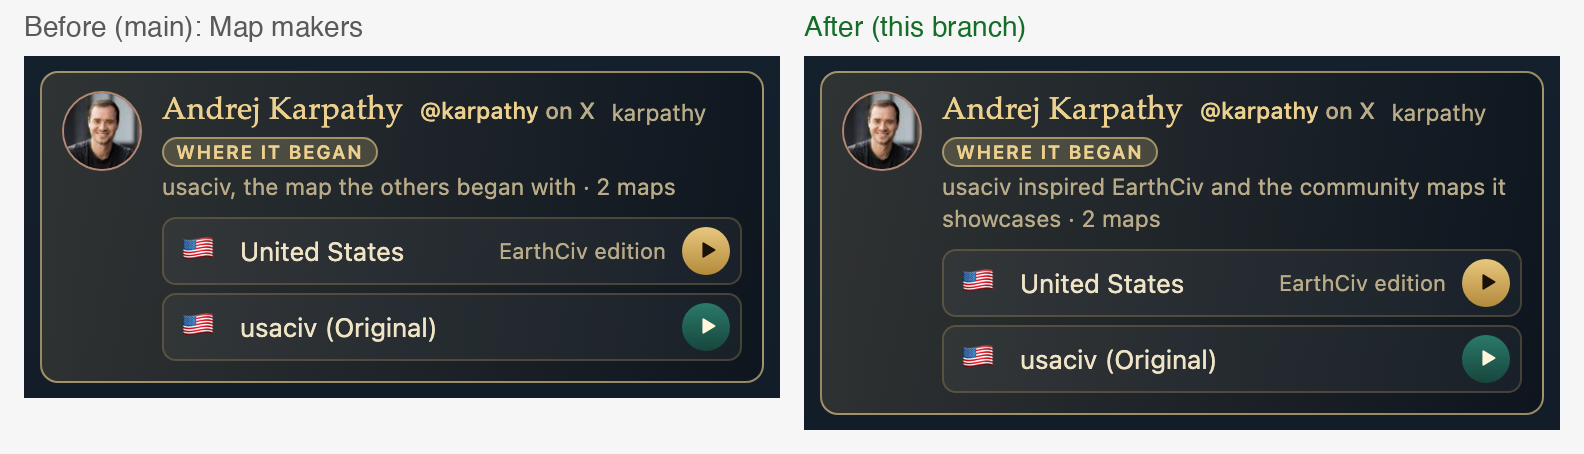 Before (main): Map makers
Andrej Karpathy @karpathy on X karpathy
WHERE IT BEGAN
usaciv, the map the others began with · 2 maps
United States EarthCiv edition
usaciv (Original)
After (this branch)
Andrej Karpathy @karpathy on X karpathy
WHERE IT BEGAN
usaciv inspired EarthCiv and the community maps it
showcases · 2 maps
United States EarthCiv edition
usaciv (Original)